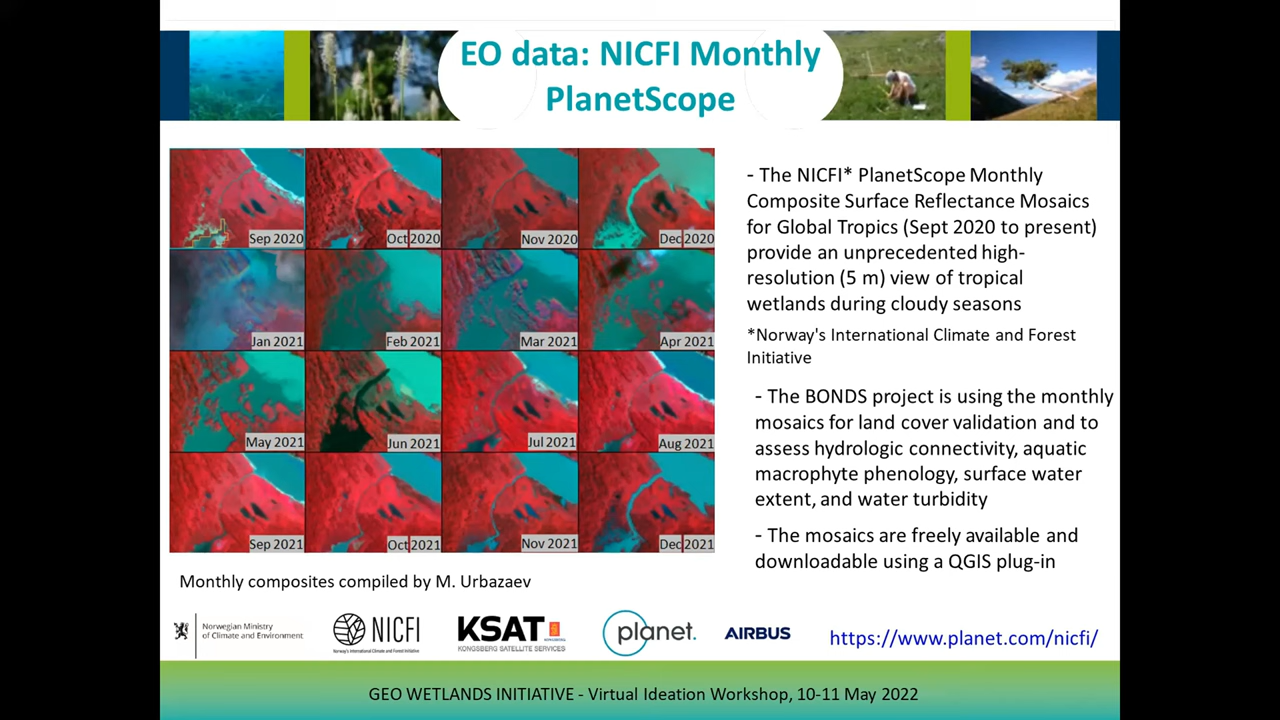 EO data: NICFI Monthly
PlanetScope
Sep 2020
Oct 2020
Nov 2020
Dec 2020
Jan 2021
Feb 2021
Mar 2021
Apr 2021
May 2021
Jun 2021
Jul 2021
Aug 2021
Sep 2021
Oct 2021
Nov 2021
Dec 2021
Monthly composites compiled by M. Urbazaev
- The NICFI* PlanetScope Monthly
Composite Surface Reflectance Mosaics
for Global Tropics (Sept 2020 to present)
provide an unprecedented high-
resolution (5 m) view of tropical
wetlands during cloudy seasons
*Norway's International Climate and Forest
Initiative
- The BONDS project is using the monthly
mosaics for land cover validation and to
assess hydrologic connectivity, aquatic
macrophyte phenology, surface water
extent, and water turbidity
- The mosaics are freely available and
downloadable using a QGIS plug-in
Norwegian Ministry
of Climate and Environment
NICFI
Norway's International Climate and Forest Initiative
KSAT
KONGSBERG SATELLITE SERVICES
planet.
AIRBUS
https://www.planet.com/nicfi/
GEO WETLANDS INITIATIVE - Virtual Ideation Workshop, 10-11 May 2022